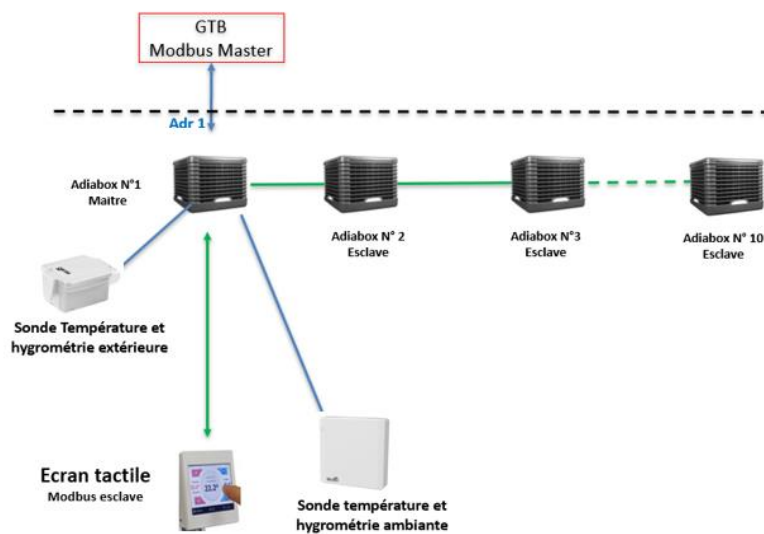 GTB
Modbus Master
Adr 1
Adiabox N°1
Maitre
Adiabox N° 2
Esclave
Adiabox N°3
Esclave
Adiabox N° 10
Esclave
Sonde Température et
hygrométrie extérieure
Ecran tactile
Modbus esclave
Sonde température et
hygrométrie ambiante